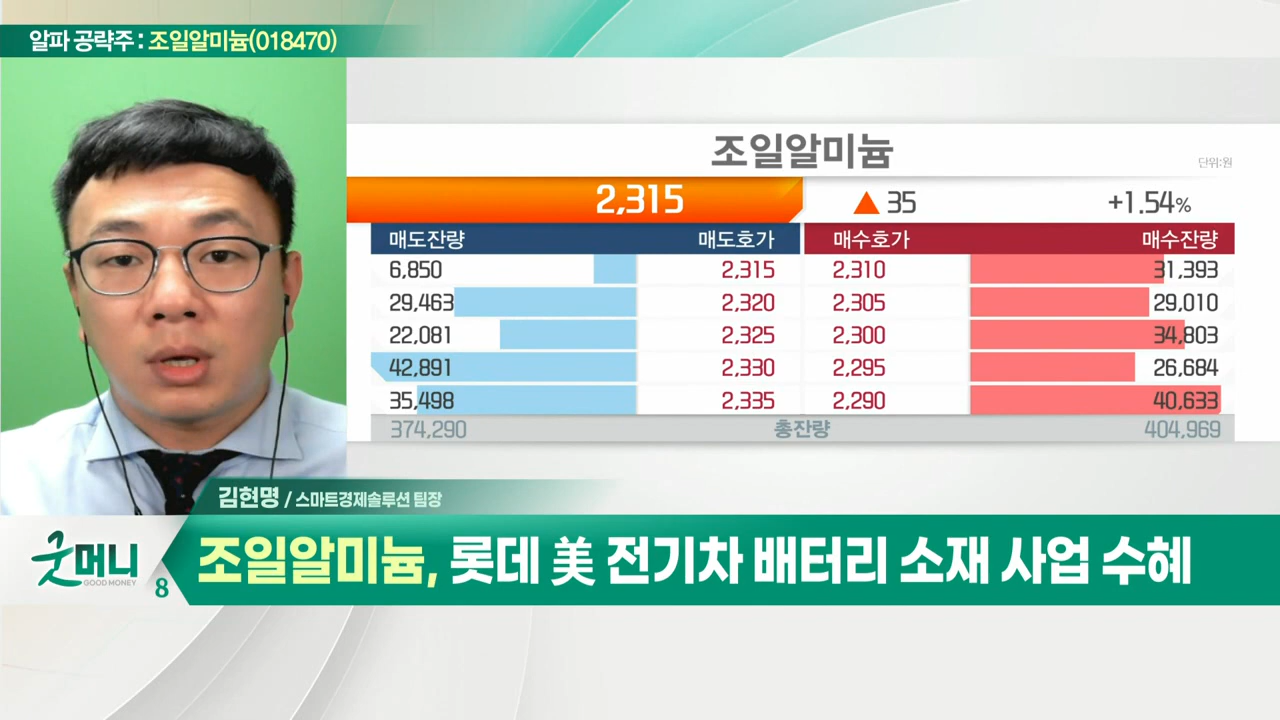 알파 공략주 : 조일알미늄(018470)
조일알미늄
단위:원
2,315 ▲ 35 +1.54%
매도잔량 매도호가 매수호가 매수잔량
6,850 2,315 2,310 31,393
29,463 2,320 2,305 29,010
22,081 2,325 2,300 34,803
42,891 2,330 2,295 26,684
35,498 2,335 2,290 40,633
374,290 총잔량 404,969
김현명 / 스마트경제솔루션 팀장
굿머니
GOOD MONEY
8
조일알미늄, 롯데 美 전기차 배터리 소재 사업 수혜